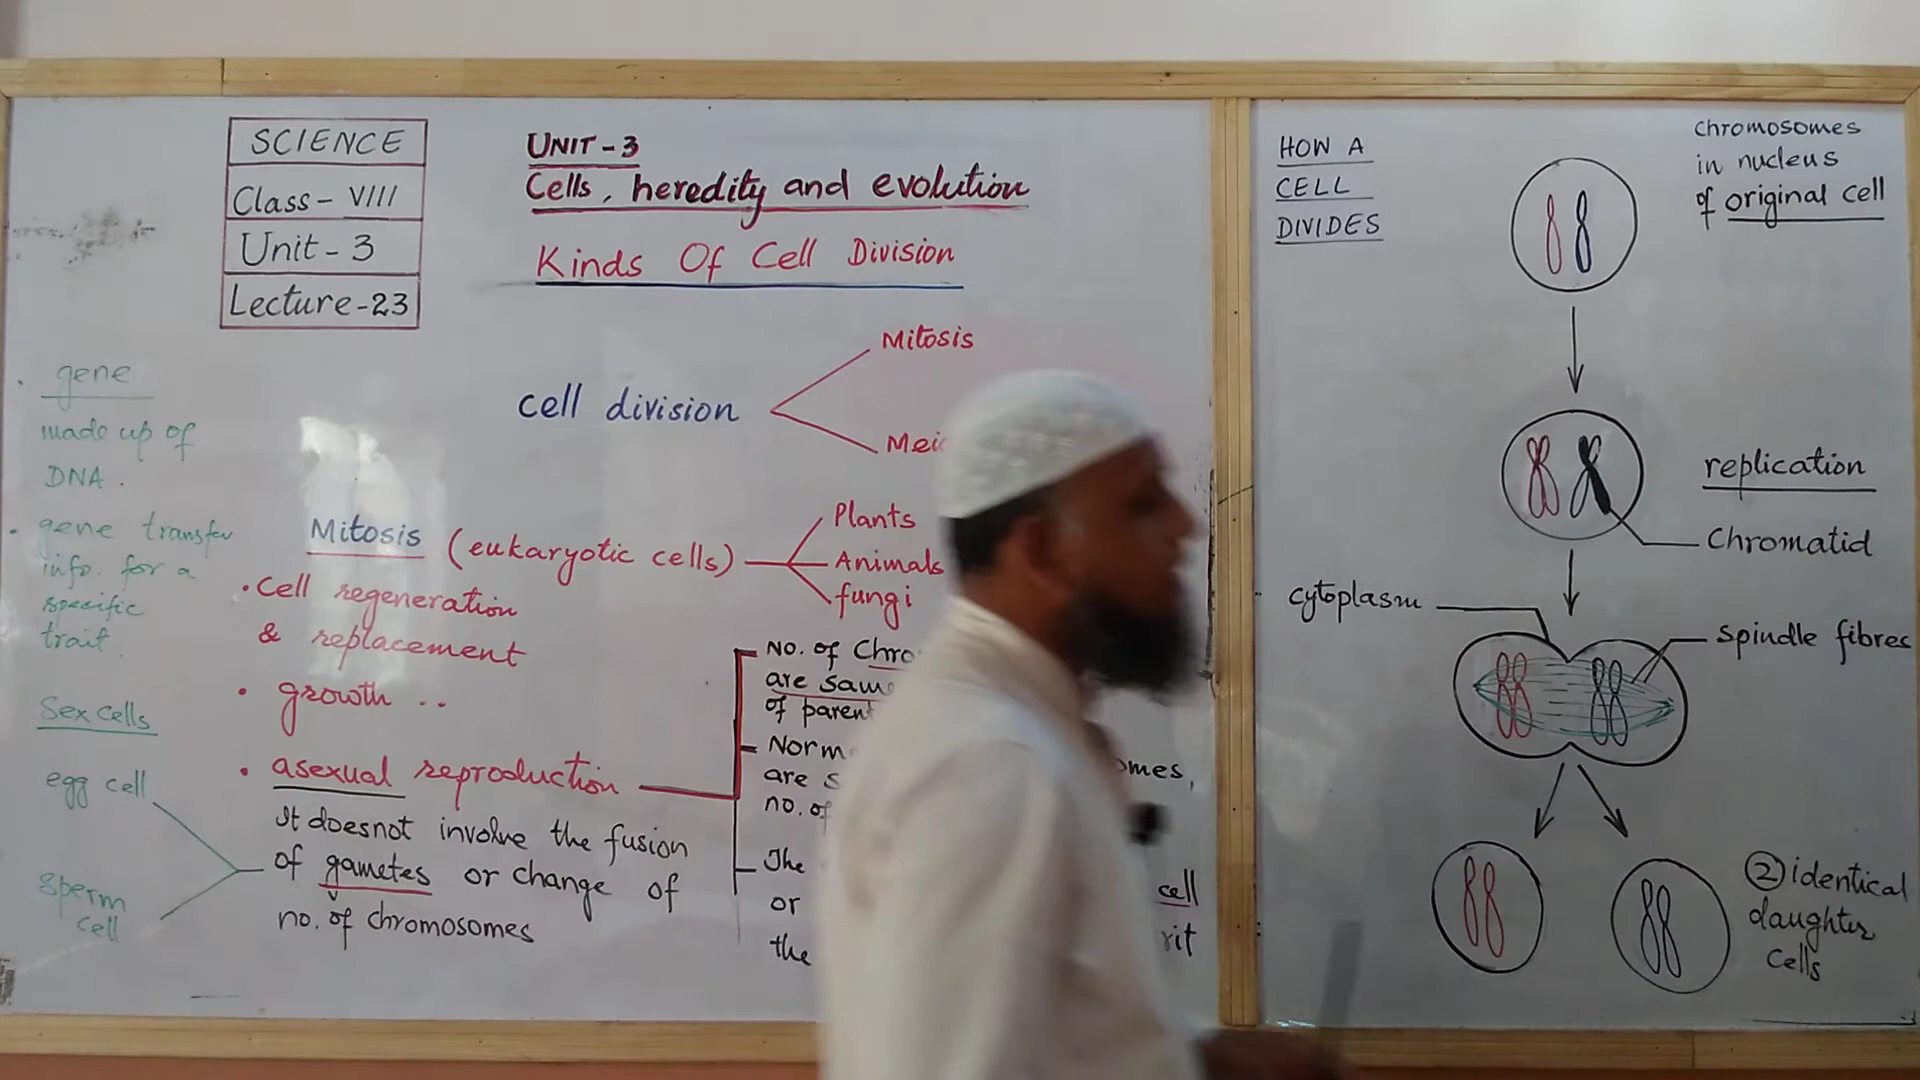 SCIENCE
Class - VIII
Unit - 3
Lecture - 23
UNIT - 3
Cells, heredity and evolution
Kinds Of Cell Division
cell division
Mitosis
gene
made up of
DNA.
gene transfer
info. for a
specific
trait.
Sex cells
egg cell
sperm
cell
Mitosis (eukaryotic cells)
Plants
Animals
fungi
• Cell regeneration
& replacement
• growth ..
• asexual reproduction
It doesnot involve the fusion
of gametes or change of
no. of chromosomes
No. of
are
of
are
omes,
no. of
The
cell
or
the
HOW A
CELL
DIVIDES
chromosomes
in nucleus
of original cell
replication
Chromatid
cytoplasm
spindle fibres
② identical
daughter
cells